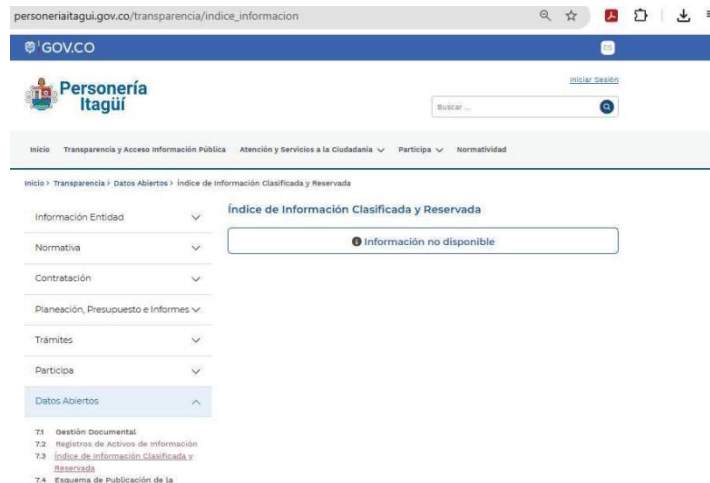 personeriaitagui.gov.co/transparencia/indice_informacion
GOV.CO
Iniciar Sesión
Personería
Itagüí
Buscar ...
Inicio Transparencia y Acceso Información Pública Atención y Servicios a la Ciudadania Participa Normatividad
Inicio > Transparencia > Datos Abiertos > Índice de Información Clasificada y Reservada
Información Entidad
Índice de Información Clasificada y Reservada
Información no disponible
Normativa
Contratación
Planeación, Presupuesto e Informes
Trámites
Participa
Datos Abiertos
7.1 Gestión Documental
7.2 Registros de Activos de Información
7.3 Índice de Información Clasificada y
Reservada
7.4 Esquema de Publicación de la